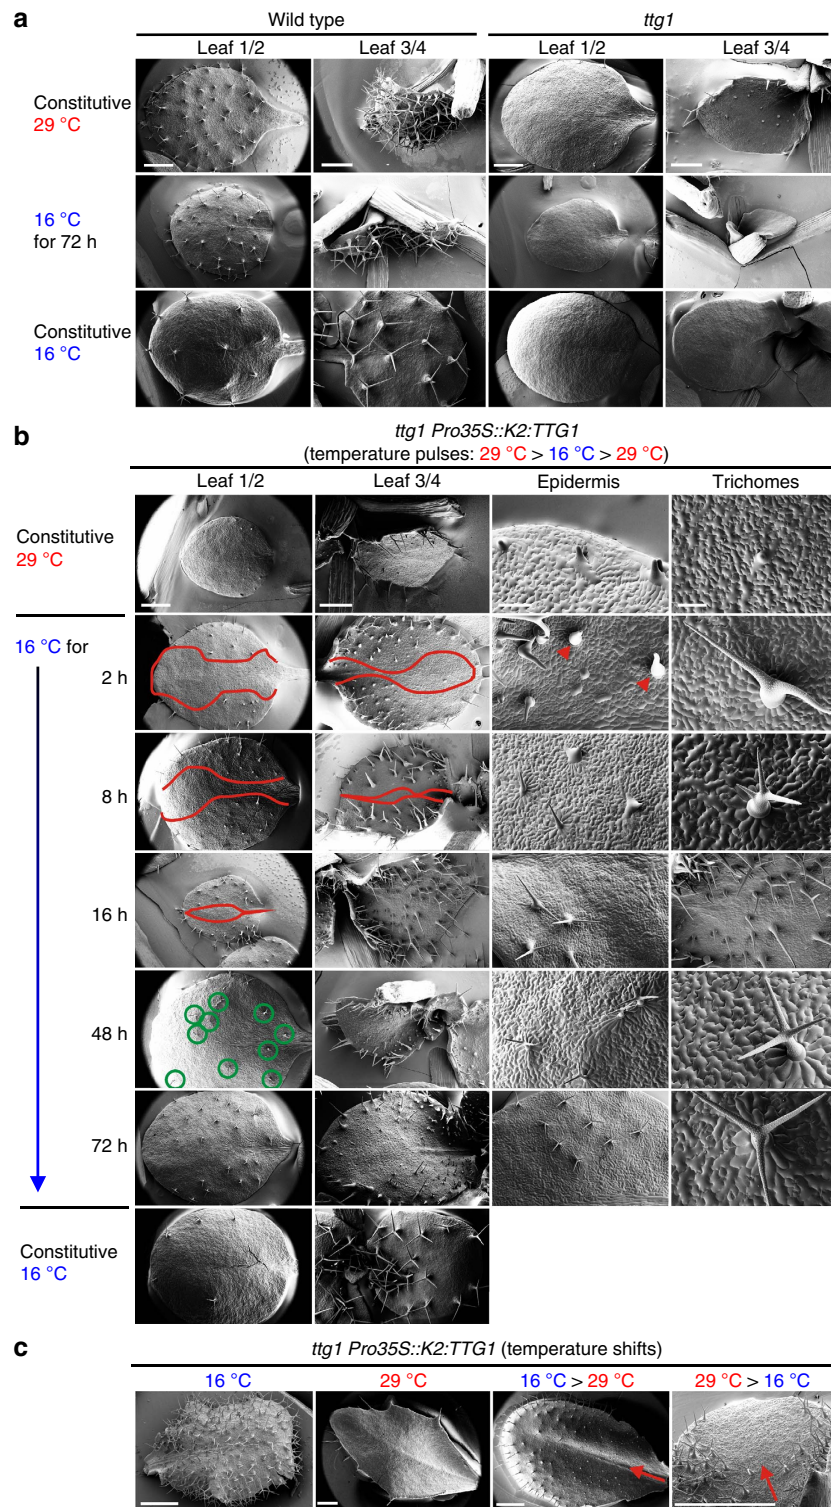 a
Wild type
ttg1
Leaf 1/2
Leaf 3/4
Leaf 1/2
Leaf 3/4
Constitutive
29 °C
16 °C
for 72 h
Constitutive
16 °C
b
ttg1 Pro35S::K2:TTG1
(temperature pulses: 29 °C > 16 °C > 29 °C)
Leaf 1/2
Leaf 3/4
Epidermis
Trichomes
Constitutive
29 °C
16 °C for
2 h
8 h
16 h
48 h
72 h
Constitutive
16 °C
c
ttg1 Pro35S::K2:TTG1 (temperature shifts)
16 °C
29 °C
16 °C > 29 °C
29 °C > 16 °C